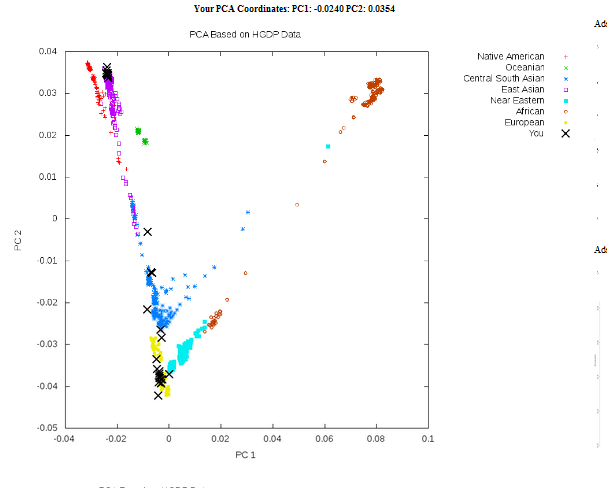 Your PCA Coordinates: PC1: -0.0240 PC2: 0.0354
Ads
PCA Based on HGDP Data
0.04
0.03
0.02
0.01
0
-0.01
-0.02
-0.03
-0.04
-0.05
PC 2
Native American
Oceanian
Central South Asian
East Asian
Near Eastern
African
European
You
-0.04
-0.02
0
0.02
0.04
0.06
0.08
0.1
PC 1